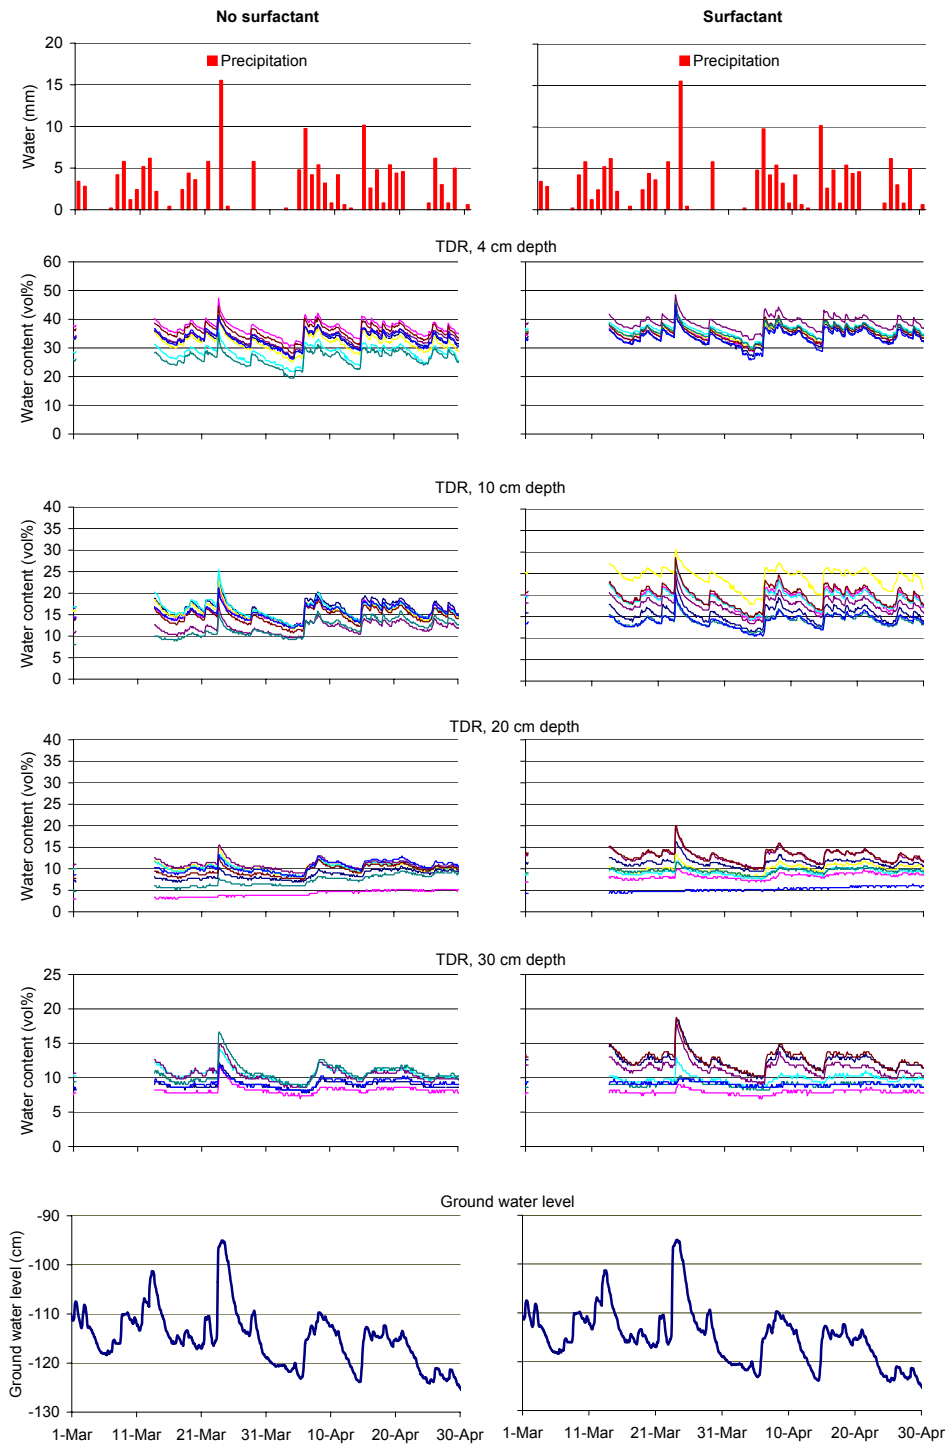 No surfactant
Surfactant
Water (mm)
20
15
10
5
0
Precipitation
Precipitation
TDR, 4 cm depth
Water content (vol%)
60
50
40
30
20
10
0
TDR, 10 cm depth
Water content (vol%)
40
35
30
25
20
15
10
5
0
TDR, 20 cm depth
Water content (vol%)
40
35
30
25
20
15
10
5
0
TDR, 30 cm depth
Water content (vol%)
25
20
15
10
5
0
Ground water level
Ground water level (cm)
-90
-100
-110
-120
-130
1-Mar 11-Mar 21-Mar 31-Mar 10-Apr 20-Apr 30-Apr
1-Mar 11-Mar 21-Mar 31-Mar 10-Apr 20-Apr 30-Apr